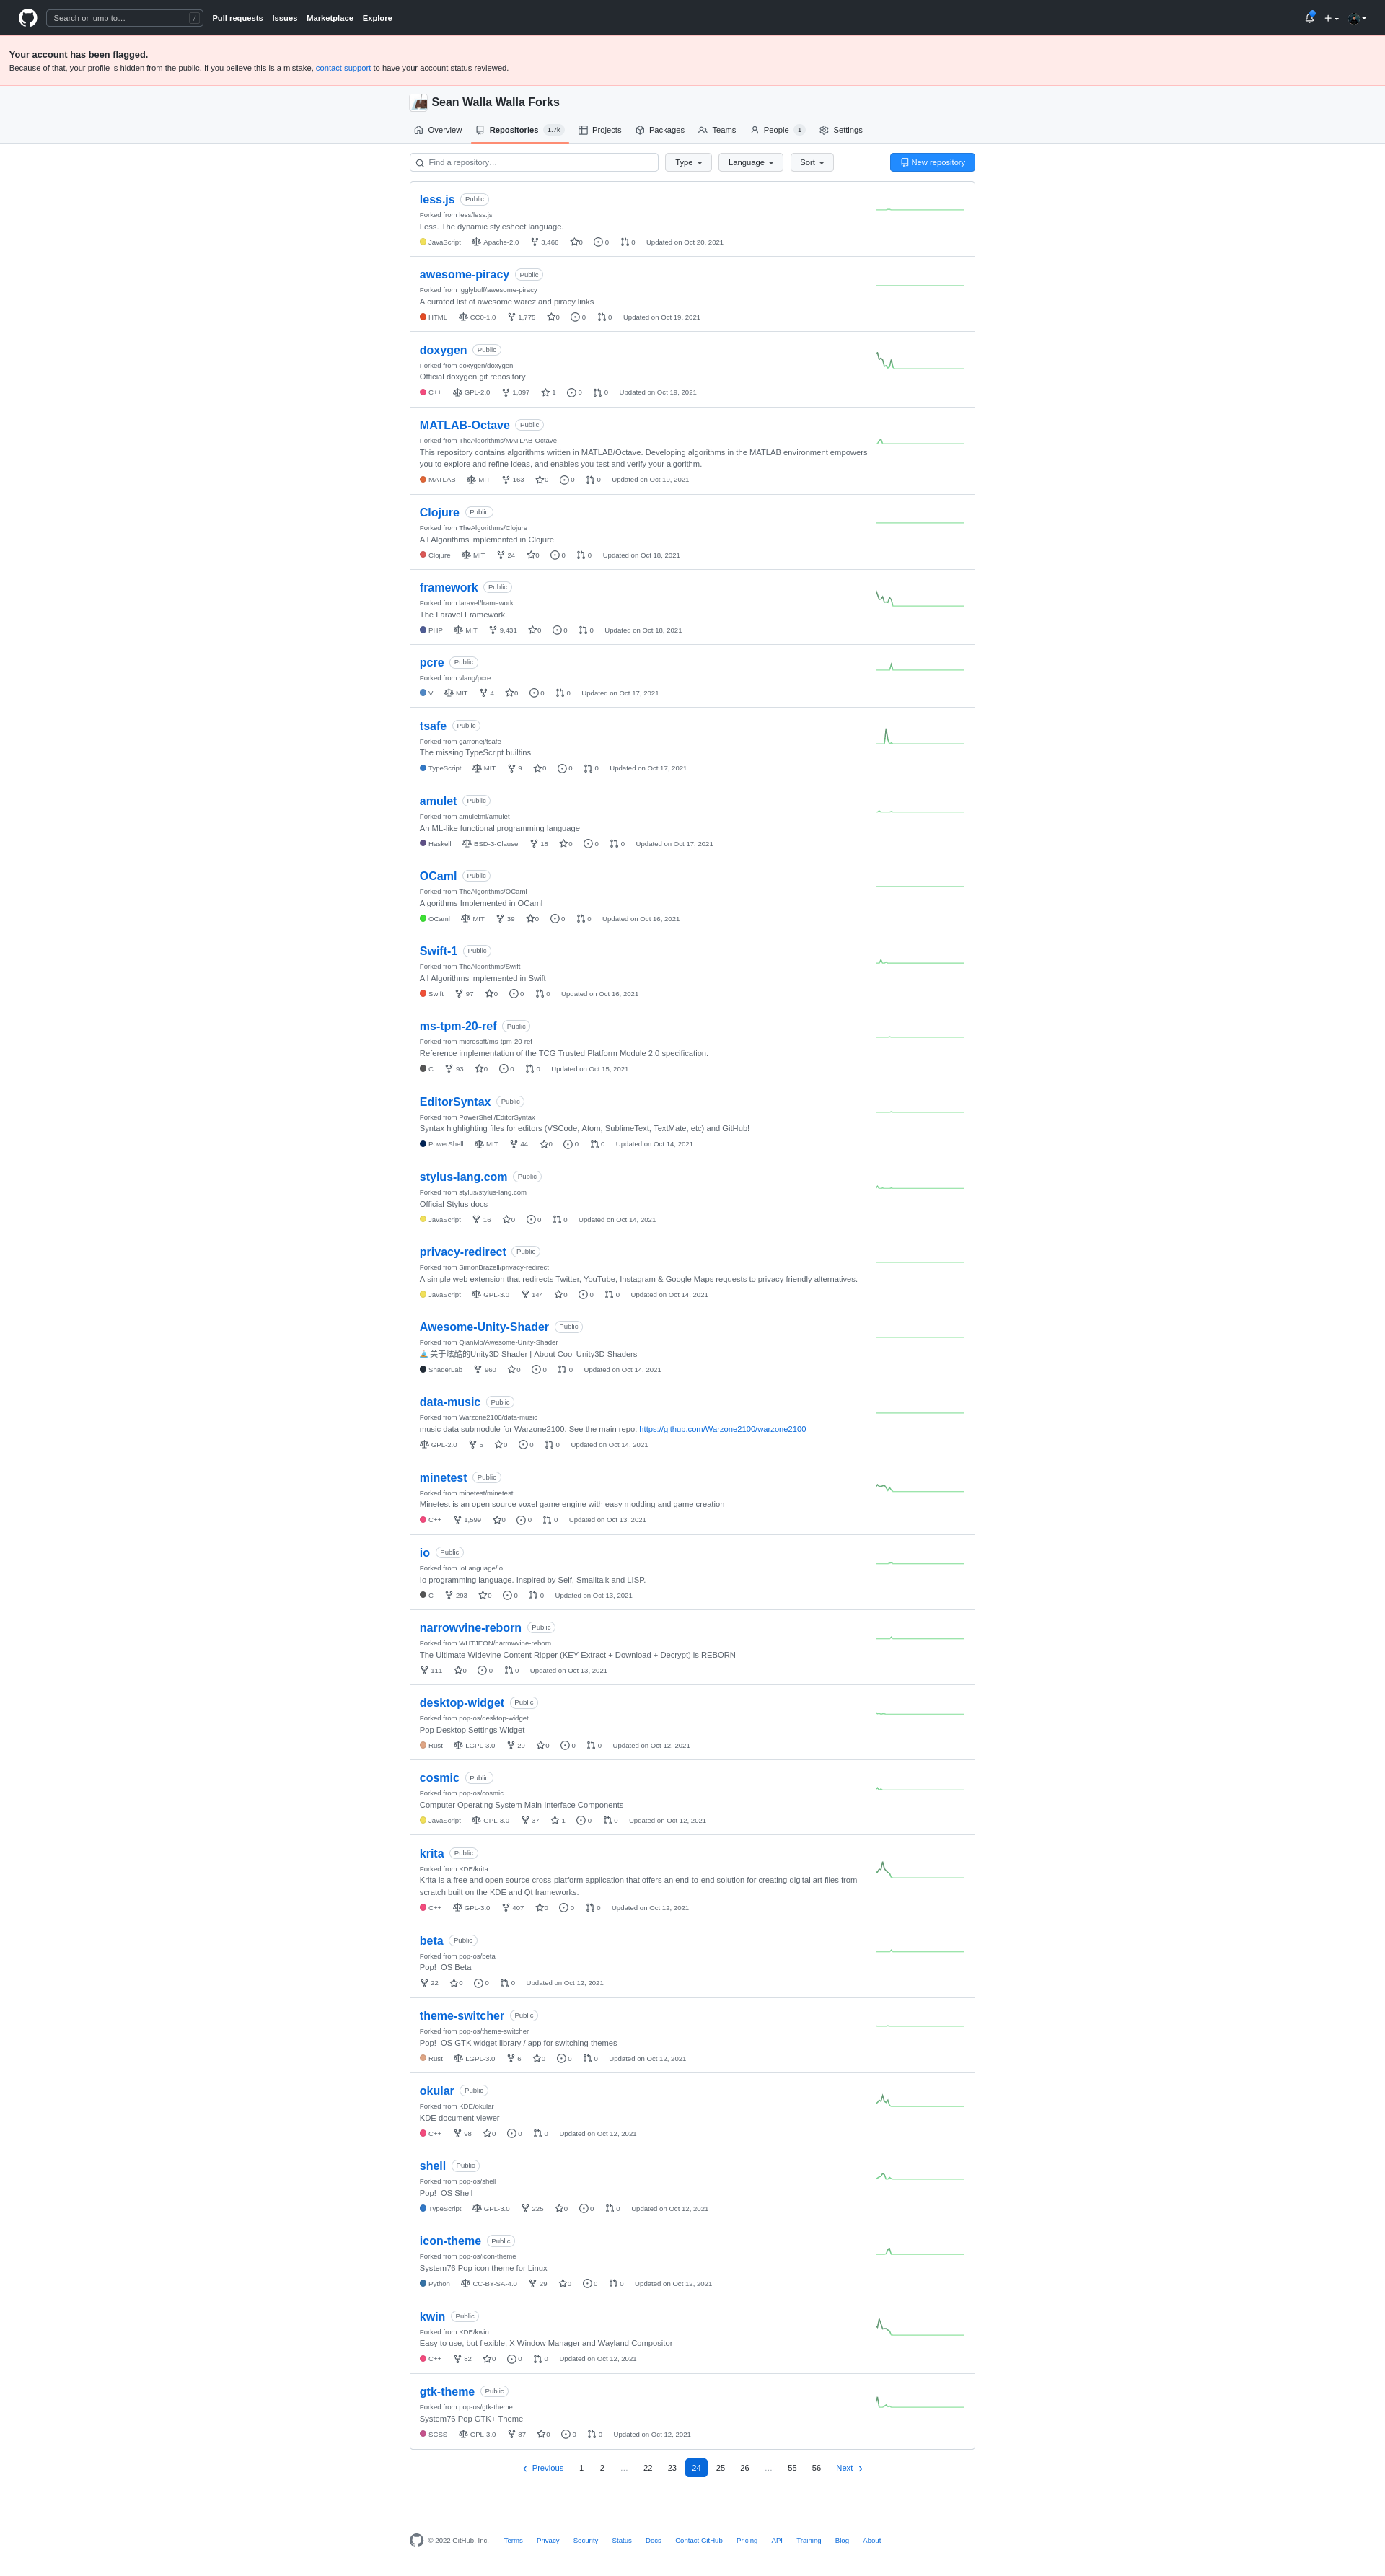 Search or jump to… /
Pull requests Issues Marketplace Explore
Your account has been flagged.
Because of that, your profile is hidden from the public. If you believe this is a mistake, contact support to have your account status reviewed.
Sean Walla Walla Forks
Overview Repositories 1.7k Projects Packages Teams People 1 Settings
Find a repository… Type Language Sort New repository
less.js Public
Forked from less/less.js
Less. The dynamic stylesheet language.
JavaScript Apache-2.0 3,466 0 0 0 Updated on Oct 20, 2021
awesome-piracy Public
Forked from Igglybuff/awesome-piracy
A curated list of awesome warez and piracy links
HTML CC0-1.0 1,775 0 0 0 Updated on Oct 19, 2021
doxygen Public
Forked from doxygen/doxygen
Official doxygen git repository
C++ GPL-2.0 1,097 1 0 0 Updated on Oct 19, 2021
MATLAB-Octave Public
Forked from TheAlgorithms/MATLAB-Octave
This repository contains algorithms written in MATLAB/Octave. Developing algorithms in the MATLAB environment empowers
you to explore and refine ideas, and enables you test and verify your algorithm.
MATLAB MIT 163 0 0 0 Updated on Oct 19, 2021
Clojure Public
Forked from TheAlgorithms/Clojure
All Algorithms implemented in Clojure
Clojure MIT 24 0 0 0 Updated on Oct 18, 2021
framework Public
Forked from laravel/framework
The Laravel Framework.
PHP MIT 9,431 0 0 0 Updated on Oct 18, 2021
pcre Public
Forked from vlang/pcre
V MIT 4 0 0 0 Updated on Oct 17, 2021
tsafe Public
Forked from garronej/tsafe
The missing TypeScript builtins
TypeScript MIT 9 0 0 0 Updated on Oct 17, 2021
amulet Public
Forked from amuletml/amulet
An ML-like functional programming language
Haskell BSD-3-Clause 18 0 0 0 Updated on Oct 17, 2021
OCaml Public
Forked from TheAlgorithms/OCaml
Algorithms Implemented in OCaml
OCaml MIT 39 0 0 0 Updated on Oct 16, 2021
Swift-1 Public
Forked from TheAlgorithms/Swift
All Algorithms implemented in Swift
Swift 97 0 0 0 Updated on Oct 16, 2021
ms-tpm-20-ref Public
Forked from microsoft/ms-tpm-20-ref
Reference implementation of the TCG Trusted Platform Module 2.0 specification.
C 93 0 0 0 Updated on Oct 15, 2021
EditorSyntax Public
Forked from PowerShell/EditorSyntax
Syntax highlighting files for editors (VSCode, Atom, SublimeText, TextMate, etc) and GitHub!
PowerShell MIT 44 0 0 0 Updated on Oct 14, 2021
stylus-lang.com Public
Forked from stylus/stylus-lang.com
Official Stylus docs
JavaScript 16 0 0 0 Updated on Oct 14, 2021
privacy-redirect Public
Forked from SimonBrazell/privacy-redirect
A simple web extension that redirects Twitter, YouTube, Instagram & Google Maps requests to privacy friendly alternatives.
JavaScript GPL-3.0 144 0 0 0 Updated on Oct 14, 2021
Awesome-Unity-Shader Public
Forked from QianMo/Awesome-Unity-Shader
关于炫酷的Unity3D Shader | About Cool Unity3D Shaders
ShaderLab 960 0 0 0 Updated on Oct 14, 2021
data-music Public
Forked from Warzone2100/data-music
music data submodule for Warzone2100. See the main repo: https://github.com/Warzone2100/warzone2100
GPL-2.0 5 0 0 0 Updated on Oct 14, 2021
minetest Public
Forked from minetest/minetest
Minetest is an open source voxel game engine with easy modding and game creation
C++ 1,599 0 0 0 Updated on Oct 13, 2021
io Public
Forked from IoLanguage/io
Io programming language. Inspired by Self, Smalltalk and LISP.
C 293 0 0 0 Updated on Oct 13, 2021
narrowvine-reborn Public
Forked from WHTJEON/narrowvine-reborn
The Ultimate Widevine Content Ripper (KEY Extract + Download + Decrypt) is REBORN
111 0 0 0 Updated on Oct 13, 2021
desktop-widget Public
Forked from pop-os/desktop-widget
Pop Desktop Settings Widget
Rust LGPL-3.0 29 0 0 0 Updated on Oct 12, 2021
cosmic Public
Forked from pop-os/cosmic
Computer Operating System Main Interface Components
JavaScript GPL-3.0 37 1 0 0 Updated on Oct 12, 2021
krita Public
Forked from KDE/krita
Krita is a free and open source cross-platform application that offers an end-to-end solution for creating digital art files from
scratch built on the KDE and Qt frameworks.
C++ GPL-3.0 407 0 0 0 Updated on Oct 12, 2021
beta Public
Forked from pop-os/beta
Pop!_OS Beta
22 0 0 0 Updated on Oct 12, 2021
theme-switcher Public
Forked from pop-os/theme-switcher
Pop!_OS GTK widget library / app for switching themes
Rust LGPL-3.0 6 0 0 0 Updated on Oct 12, 2021
okular Public
Forked from KDE/okular
KDE document viewer
C++ 98 0 0 0 Updated on Oct 12, 2021
shell Public
Forked from pop-os/shell
Pop!_OS Shell
TypeScript GPL-3.0 225 0 0 0 Updated on Oct 12, 2021
icon-theme Public
Forked from pop-os/icon-theme
System76 Pop icon theme for Linux
Python CC-BY-SA-4.0 29 0 0 0 Updated on Oct 12, 2021
kwin Public
Forked from KDE/kwin
Easy to use, but flexible, X Window Manager and Wayland Compositor
C++ 82 0 0 0 Updated on Oct 12, 2021
gtk-theme Public
Forked from pop-os/gtk-theme
System76 Pop GTK+ Theme
SCSS GPL-3.0 87 0 0 0 Updated on Oct 12, 2021
Previous 1 2 … 22 23 24 25 26 … 55 56 Next
© 2022 GitHub, Inc. Terms Privacy Security Status Docs Contact GitHub Pricing API Training Blog About